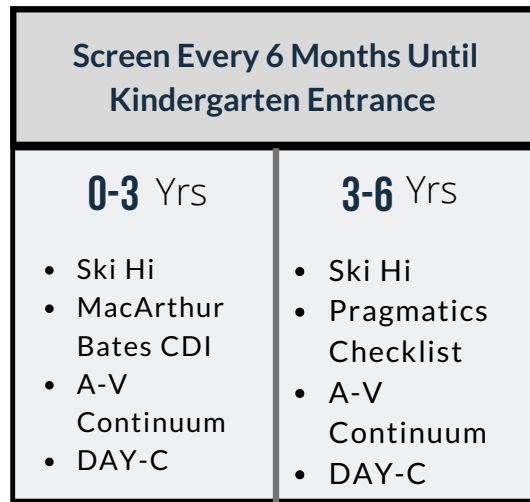 Screen Every 6 Months Until
Kindergarten Entrance
0-3 Yrs
• Ski Hi
• MacArthur
Bates CDI
• A-V
Continuum
• DAY-C
3-6 Yrs
• Ski Hi
• Pragmatics
Checklist
• A-V
Continuum
• DAY-C